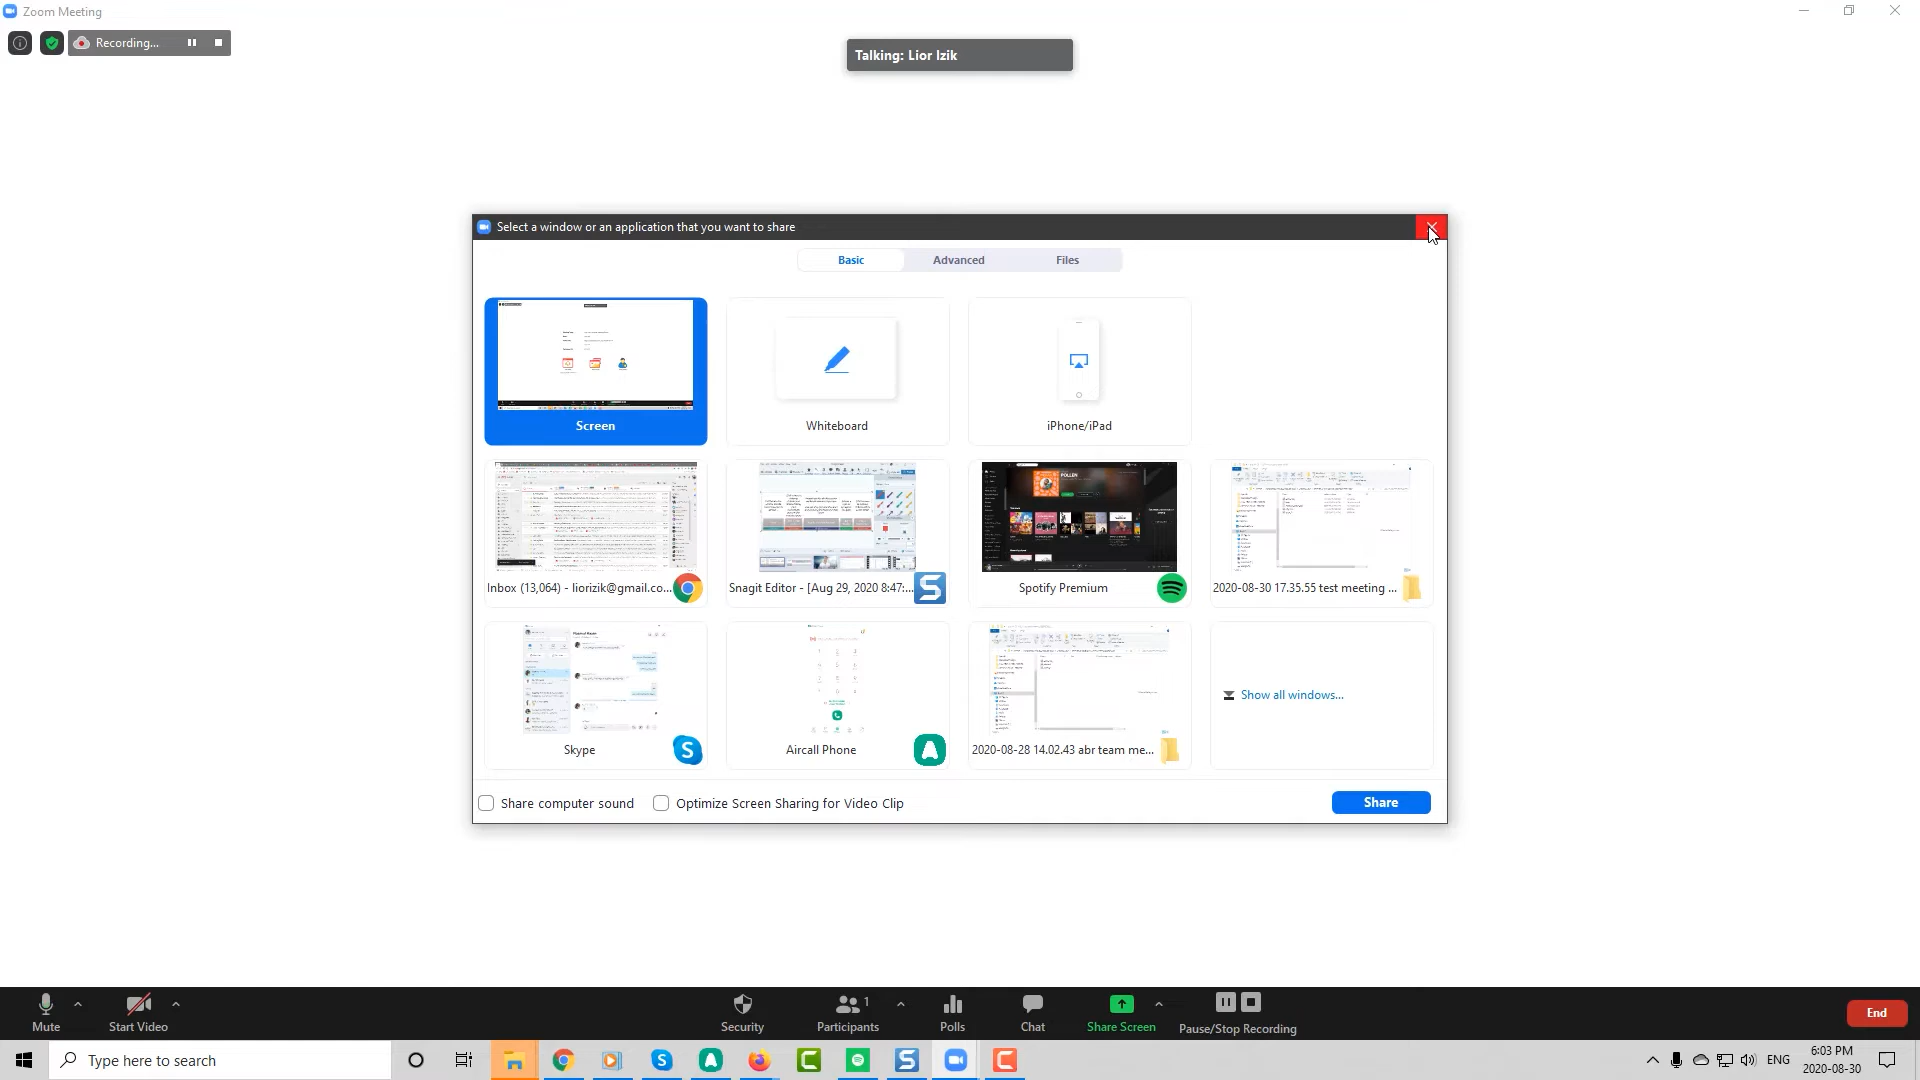 Zoom Meeting
Recording...
Talking: Lior Izik
Select a window or an application that you want to share
Basic
Advanced
Files
Screen
Whiteboard
iPhone/iPad
Inbox (13,064) - liorizik@gmail.co...
Snagit Editor - [Aug 29, 2020 8:47:...
Spotify Premium
2020-08-30 17.35.55 test meeting ...
Skype
Aircall Phone
2020-08-28 14.02.43 abr team me...
Show all windows...
Share computer sound
Optimize Screen Sharing for Video Clip
Share
Mute
Start Video
Security
Participants
1
Polls
Chat
Share Screen
Pause/Stop Recording
End
Type here to search
ENG
6:03 PM
2020-08-30